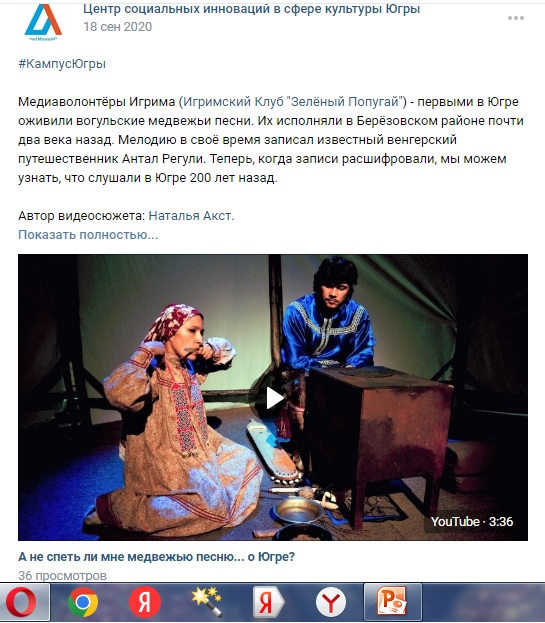 Центр социальных инноваций в сфере культуры Югры
18 сен 2020
#КампусЮгры
Медиаволонтёры Игрима (Игримский Клуб "Зелёный Попугай") - первыми в Югре
оживили вогульские медвежьи песни. Их исполняли в Берёзовском районе почти
два века назад. Мелодию в своё время записал известный венгерский
путешественник Антал Регули. Теперь, когда записи расшифровали, мы можем
узнать, что слушали в Югре 200 лет назад.
Автор видеосюжета: Наталья Акст.
Показать полностью...
YouTube · 3:36
А не спеть ли мне медвежью песню... о Югре?
36 просмотров